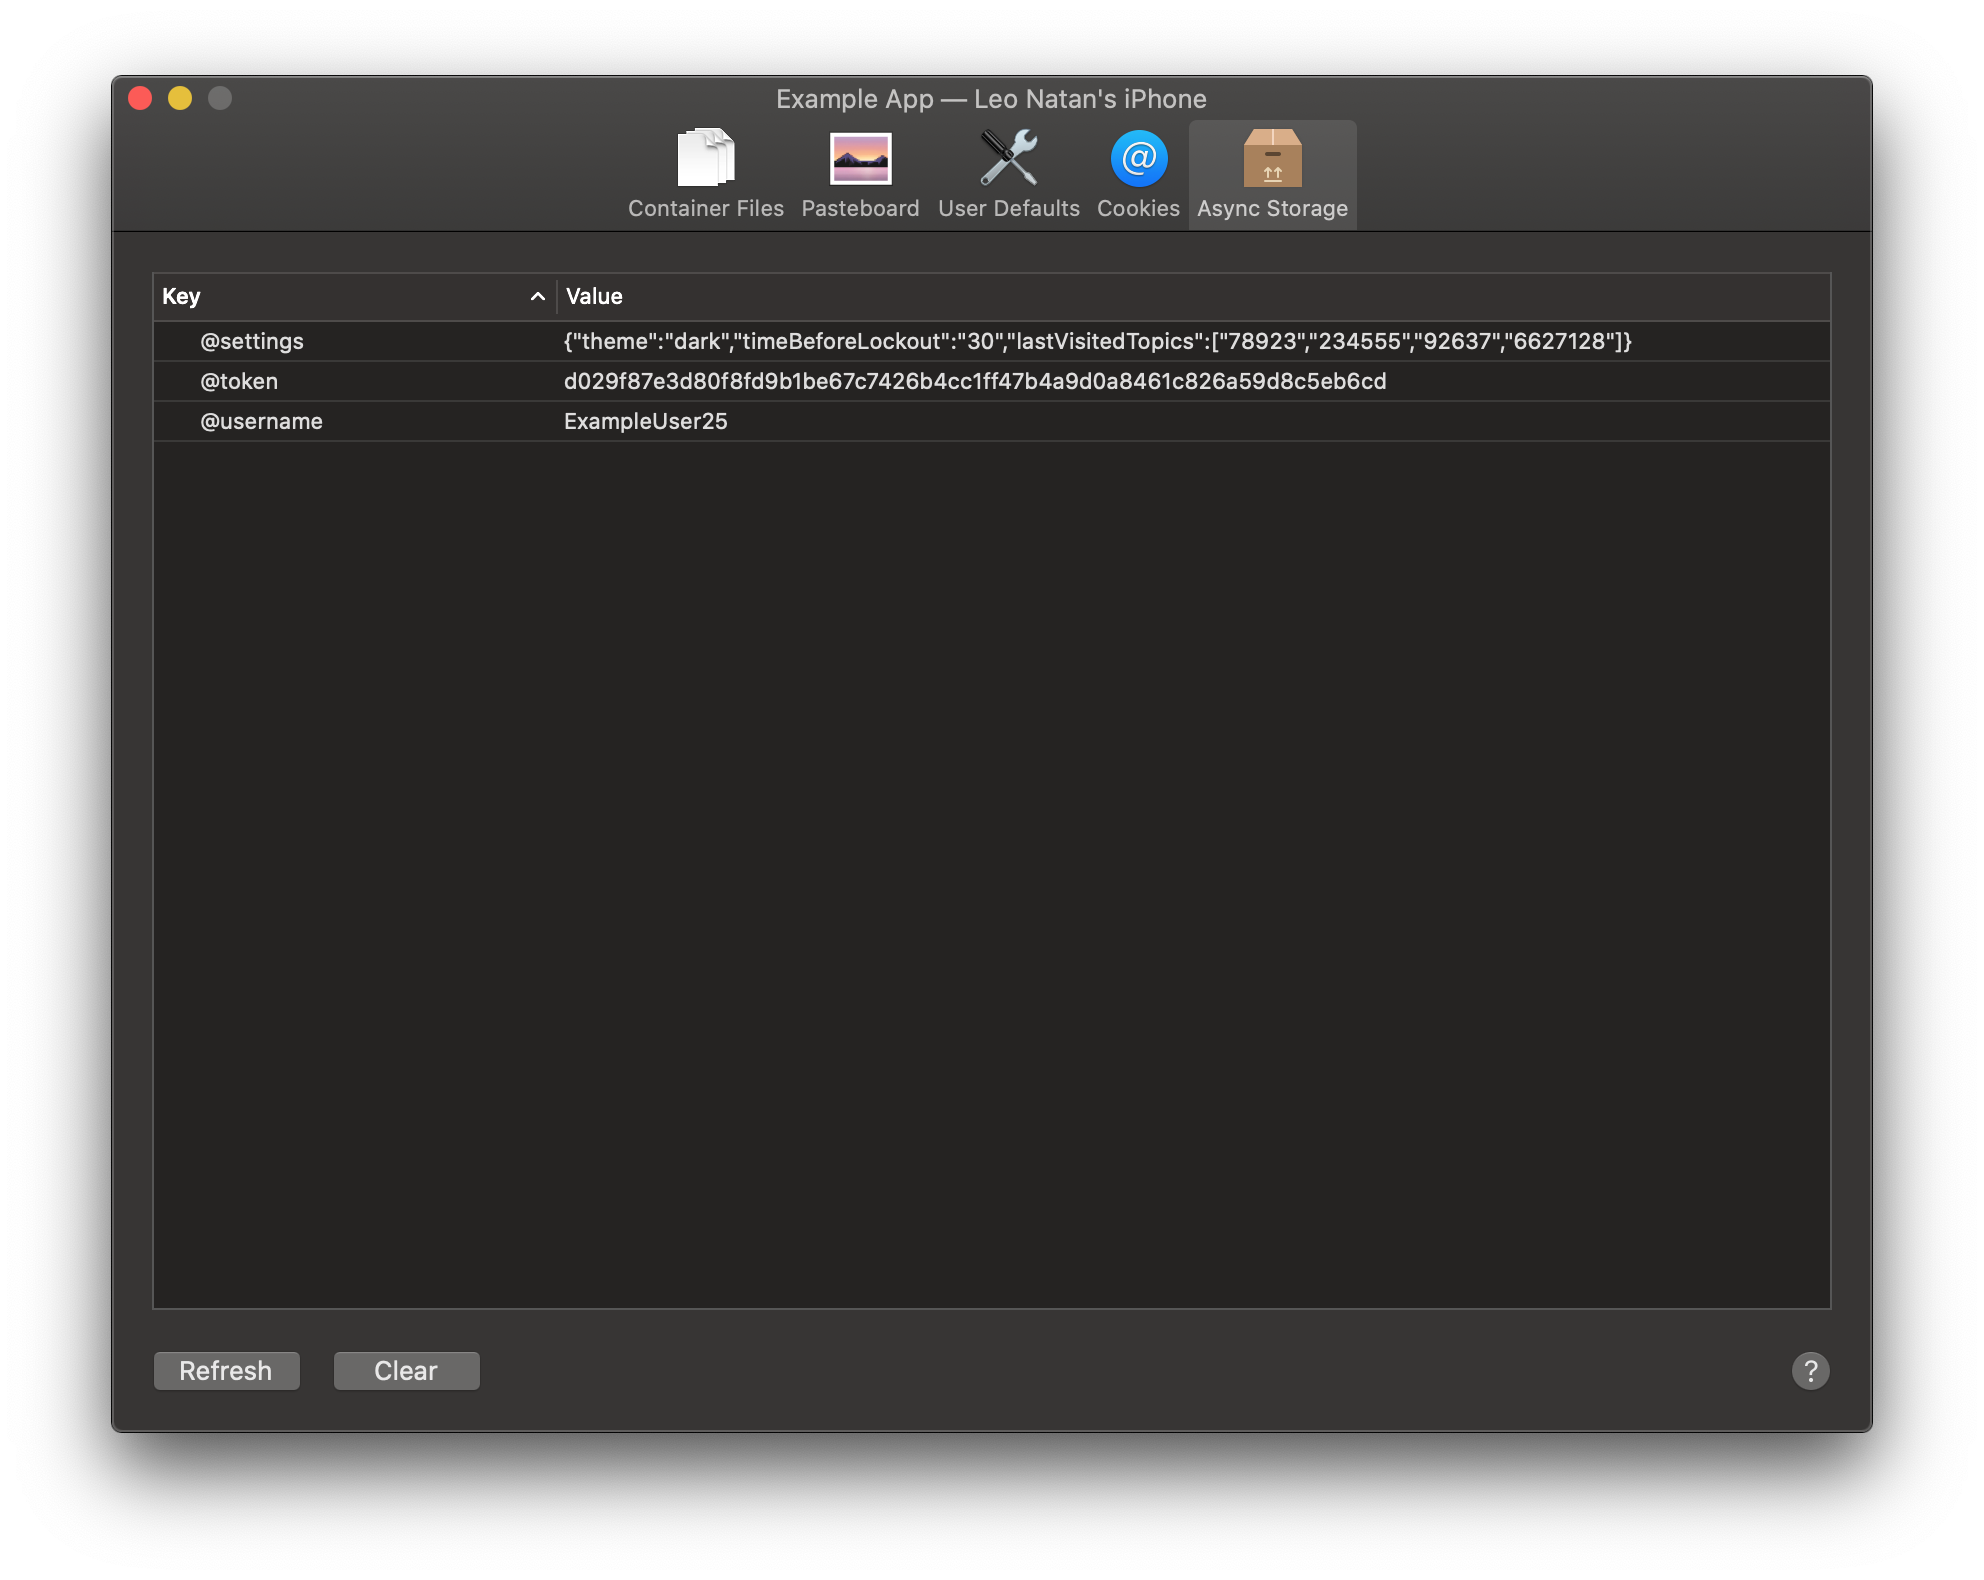 Example App — Leo Natan's iPhone
Container Files Pasteboard User Defaults Cookies Async Storage
Key Value
@settings {"theme":"dark","timeBeforeLockout":"30","lastVisitedTopics":["78923","234555","92637","6627128"]}
@token d029f87e3d80f8fd9b1be67c7426b4cc1ff47b4a9d0a8461c826a59d8c5eb6cd
@username ExampleUser25
Refresh Clear ?